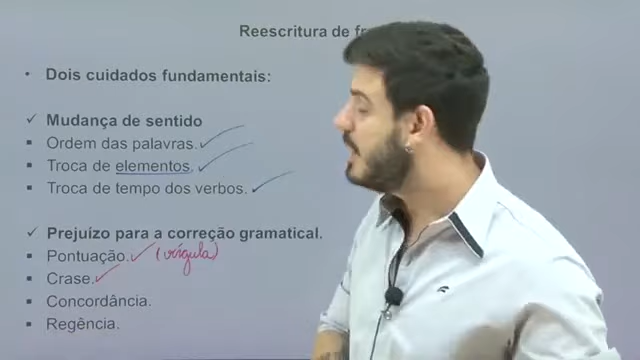 Reescritura de
• Dois cuidados fundamentais:
✓ Mudança de sentido
▪ Ordem das palavras.
▪ Troca de elementos.
▪ Troca de tempo dos verbos.
✓ Prejuízo para a correção gramatical.
▪ Pontuação. (vírgula)
▪ Crase.
▪ Concordância.
▪ Regência.